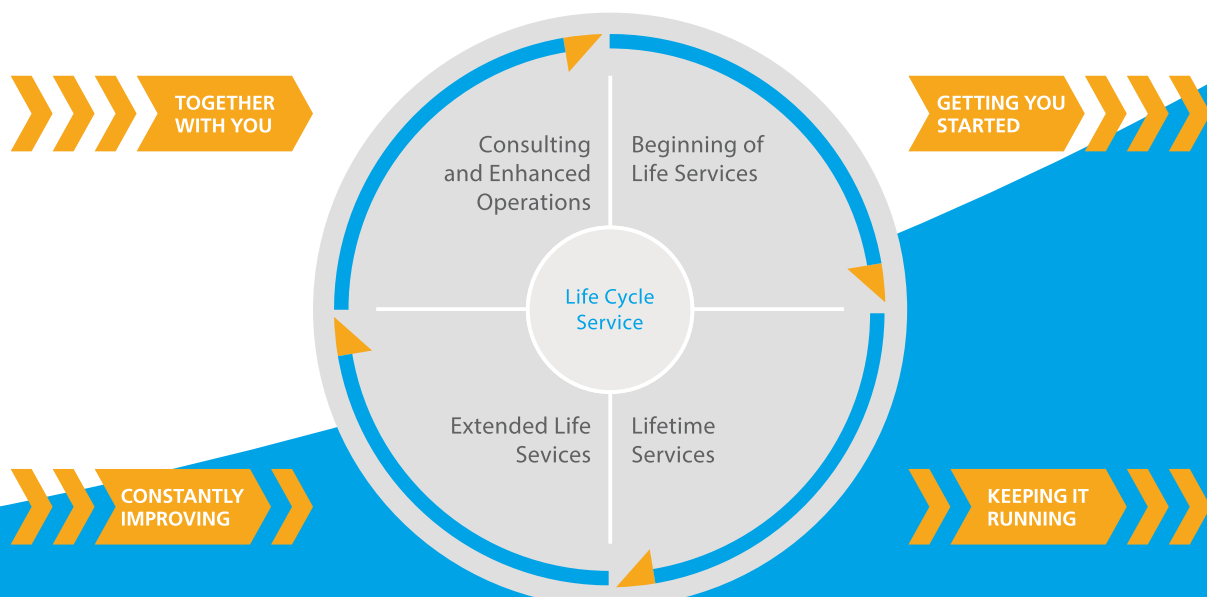 TOGETHER
WITH YOU
GETTING YOU
STARTED
Consulting
and Enhanced
Operations
Beginning of
Life Services
Life Cycle
Service
Extended Life
Sevices
Lifetime
Services
CONSTANTLY
IMPROVING
KEEPING IT
RUNNING